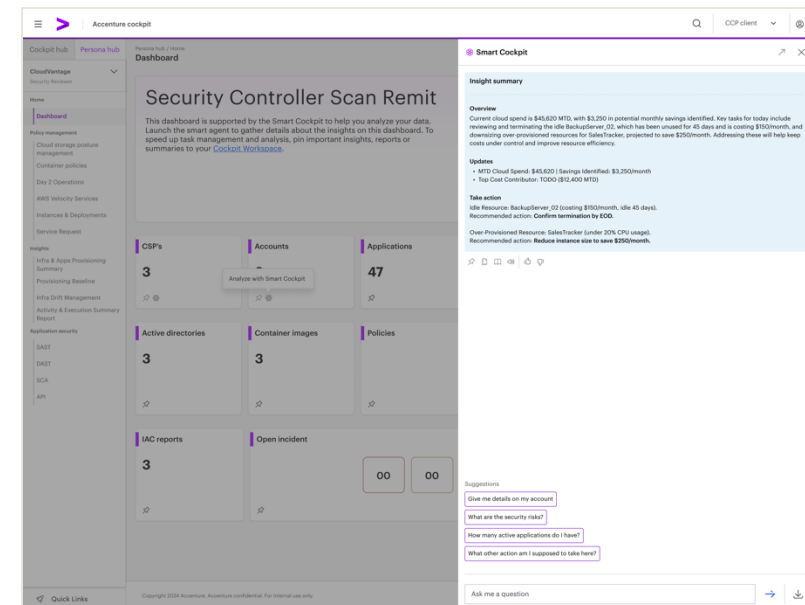 Accenture cockpit
CCP client
Cockpit hub
Persona hub
CloudVantage
Security Reviewer
Home
Dashboard
Policy management
Cloud storage posture
management
Container policies
Day 2 Operations
AWS Velocity Services
Instances & Deployments
Service Request
Insights
Infra & Apps Provisioning
Summary
Provisioning Baseline
Infra Drift Management
Activity & Execution Summary
Report
Application security
SAST
DAST
SCA
API
Quick Links
Persona hub / Home
Dashboard
Security Controller Scan Remit
This dashboard is supported by the Smart Cockpit to help you analyze your data.
Launch the smart agent to gather details about the insights on this dashboard. To
speed up task management and analysis, pin important insights, reports or
summaries to your Cockpit Workspace.
CSP's
3
Accounts
Analyze with Smart Cockpit
Applications
47
Active directories
3
Container images
3
Policies
IAC reports
3
Open incident
00
00
Copyright 2024 Accenture. Accenture confidential. For internal use only.
Smart Cockpit
Insight summary
Overview
Current cloud spend is $45,620 MTD, with $3,250 in potential monthly savings identified. Key tasks for today include
reviewing and terminating the idle BackupServer_02, which has been unused for 45 days and is costing $150/month, and
downsizing over-provisioned resources for SalesTracker, projected to save $250/month. Addressing these will help keep
costs under control and improve resource efficiency.
Updates
• MTD Cloud Spend: $45,620 | Savings Identified: $3,250/month
• Top Cost Contributor: TODO ($12,400 MTD)
Take action
Idle Resource: BackupServer_02 (costing $150/month, idle 45 days).
Recommended action: Confirm termination by EOD.
Over-Provisioned Resource: SalesTracker (under 20% CPU usage).
Recommended action: Reduce instance size to save $250/month.
Suggestions
Give me details on my account
What are the security risks?
How many active applications do I have?
What other action am I supposed to take here?
Ask me a question